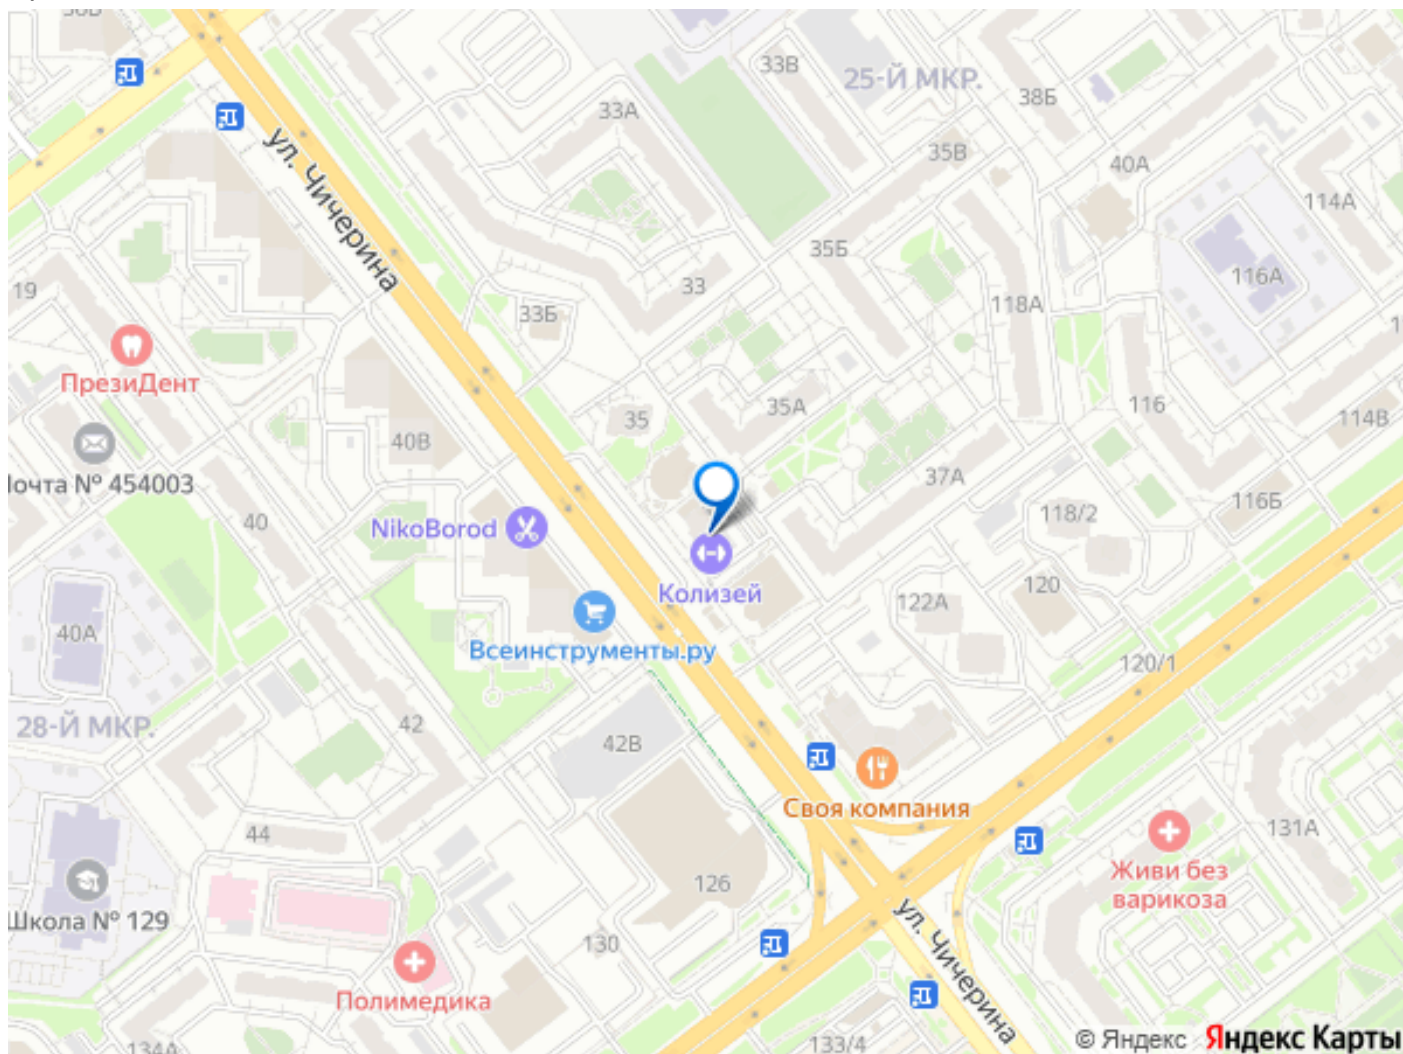 33В
25-Й МКР.
38Б
33А
35В
40А
114А
ул. Чичерина
35Б
116А
19
33
118А
33Б
ПрезиДент
35А
116
35
114В
40В
37А
очта № 454003
116Б
118/2
40
NikoBorod
120
Колизей
122А
40А
Всеинструменты.ру
120/1
28-Й МКР.
42
42В
Своя компания
44
131А
Живи без
варикоза
126
Школа № 129
ул. Чичерина
130
Полимедика
133/4
134А
© Яндекс Яндекс Карты